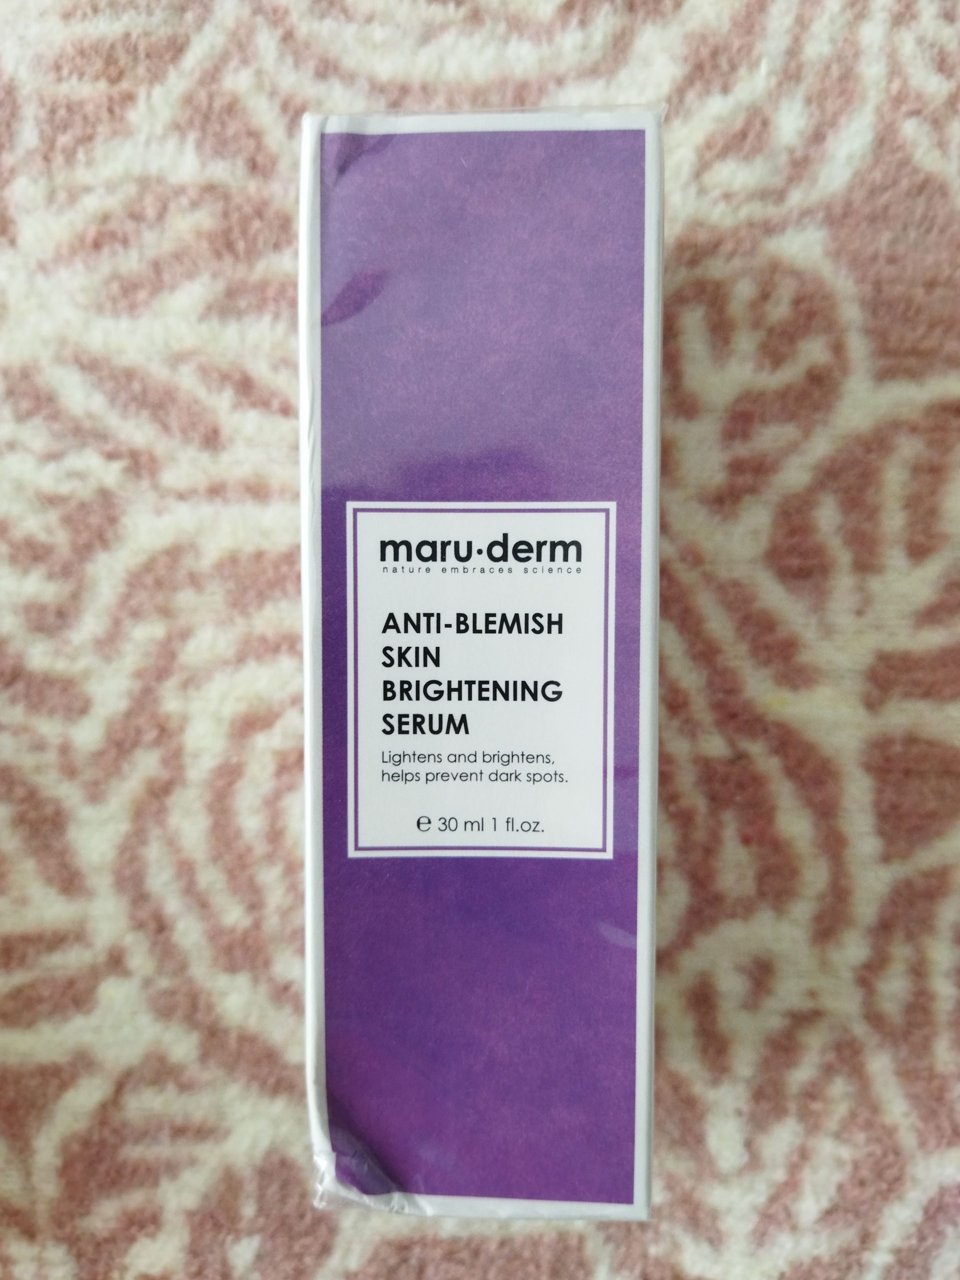 maru·derm
nature embraces science
ANTI-BLEMISH
SKIN
BRIGHTENING
SERUM
Lightens and brightens,
helps prevent dark spots.
℮ 30 ml 1 fl.oz.